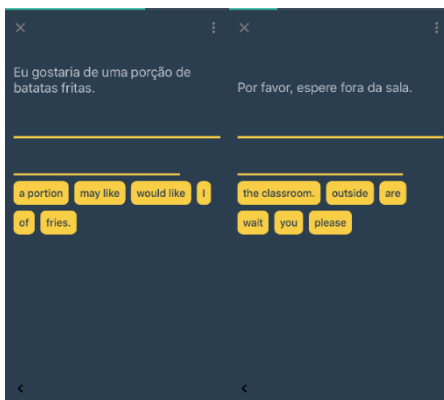 Eu gostaria de uma porção de
batatas fritas.
a portion may like would like I
of fries.
Por favor, espere fora da sala.
the classroom. outside are
wait you please